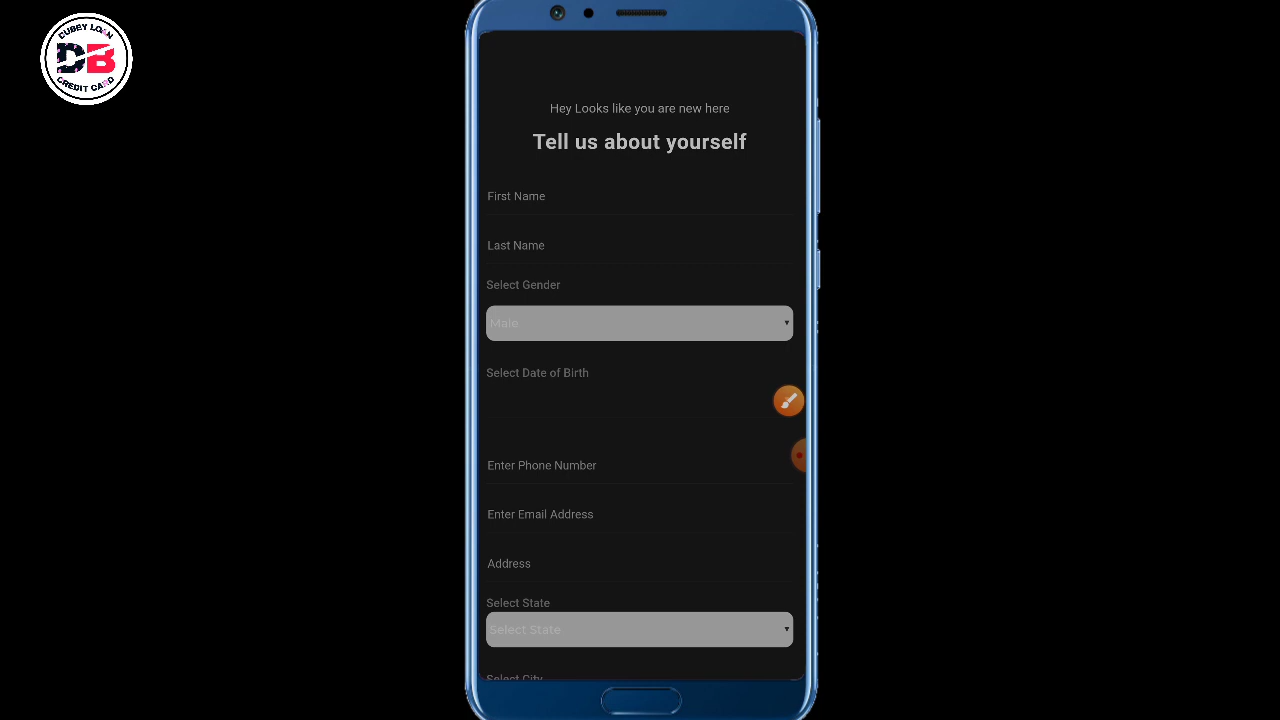 DUBEY LOAN
DB
CREDIT CARD
Hey Looks like you are new here
Tell us about yourself
First Name
Last Name
Select Gender
Male
Select Date of Birth
Enter Phone Number
Enter Email Address
Address
Select State
Select State
Select City